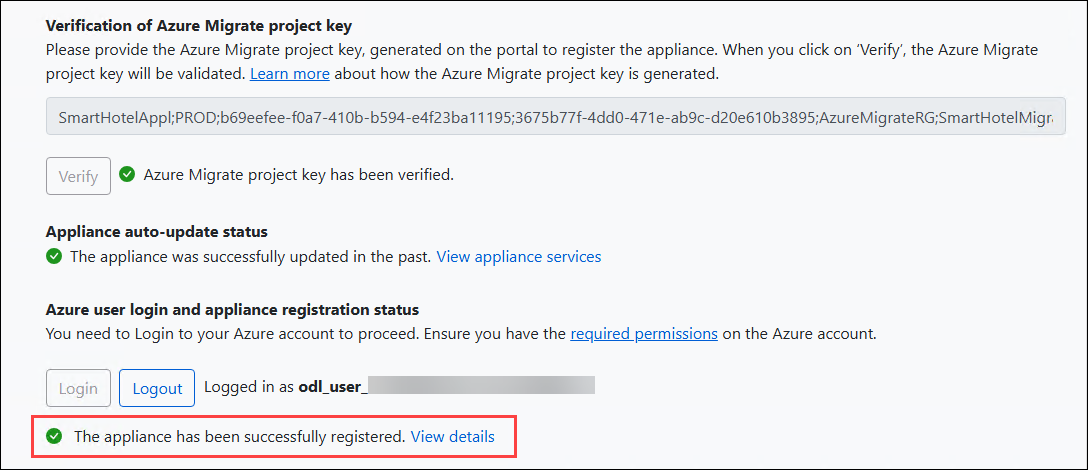 Verification of Azure Migrate project key
Please provide the Azure Migrate project key, generated on the portal to register the appliance. When you click on ‘Verify’, the Azure Migrate
project key will be validated. Learn more about how the Azure Migrate project key is generated.
SmartHotelAppl;PROD;b69eefee-f0a7-410b-b594-e4f23ba11195;3675b77f-4dd0-471e-ab9c-d20e610b3895;AzureMigrateRG;SmartHotelMigra
Verify Azure Migrate project key has been verified.
Appliance auto-update status
The appliance was successfully updated in the past. View appliance services
Azure user login and appliance registration status
You need to Login to your Azure account to proceed. Ensure you have the required permissions on the Azure account.
Login Logout Logged in as odl_user_
The appliance has been successfully registered. View details